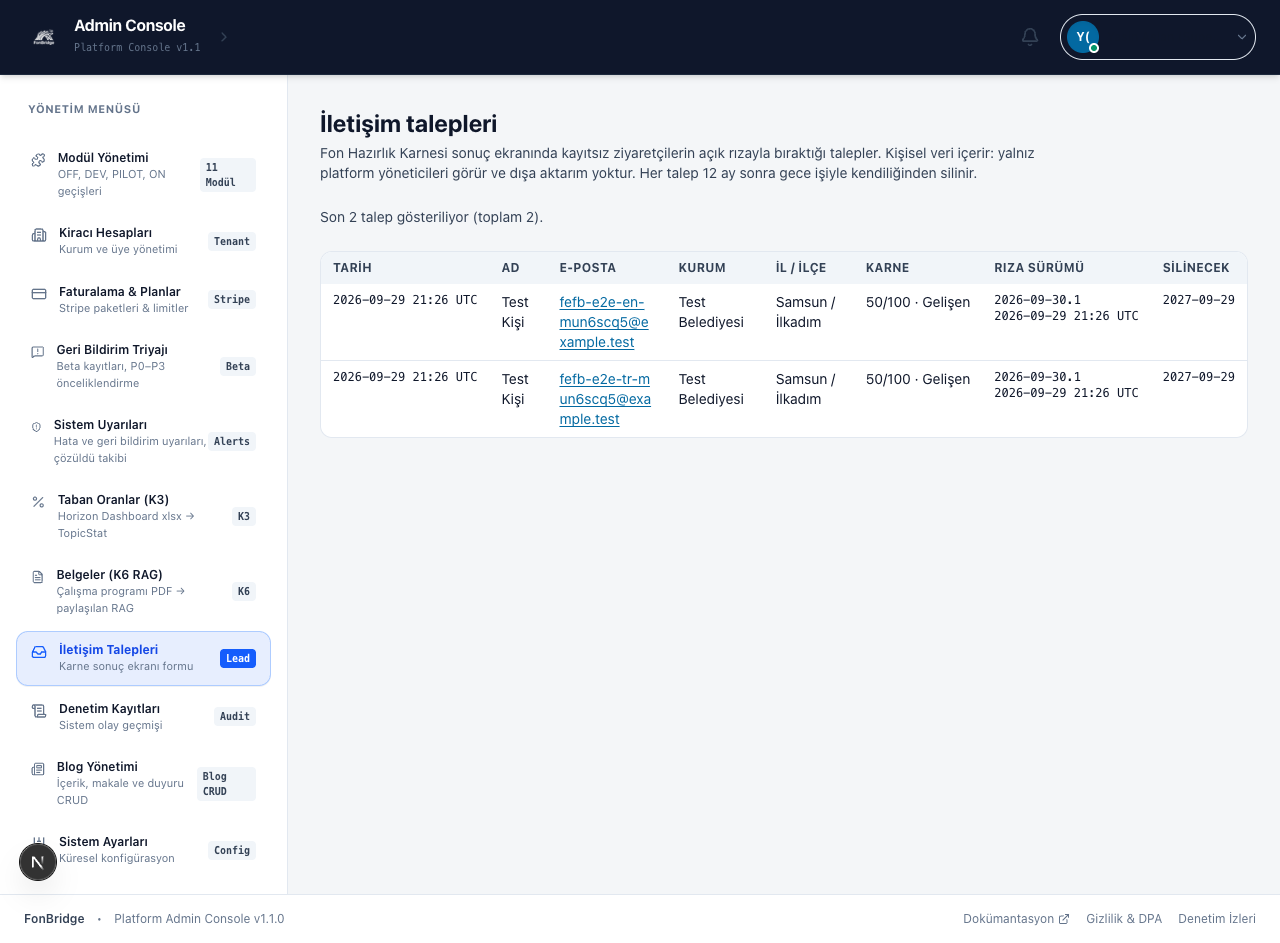 FonBridge
Admin Console
Platform Console v1.1
Y(
YÖNETİM MENÜSÜ
Modül Yönetimi
OFF, DEV, PILOT, ON
geçişleri
11
Modül
Kiracı Hesapları
Kurum ve üye yönetimi
Tenant
Faturalama & Planlar
Stripe paketleri & limitler
Stripe
Geri Bildirim Triyajı
Beta kayıtları, P0–P3
önceliklendirme
Beta
Sistem Uyarıları
Hata ve geri bildirim uyarıları,
çözüldü takibi
Alerts
Taban Oranlar (K3)
Horizon Dashboard xlsx →
TopicStat
K3
Belgeler (K6 RAG)
Çalışma programı PDF →
paylaşılan RAG
K6
İletişim Talepleri
Karne sonuç ekranı formu
Lead
Denetim Kayıtları
Sistem olay geçmişi
Audit
Blog Yönetimi
İçerik, makale ve duyuru
CRUD
Blog
CRUD
Sistem Ayarları
Küresel konfigürasyon
Config
N
İletişim talepleri
Fon Hazırlık Karnesi sonuç ekranında kayıtsız ziyaretçilerin açık rızayla bıraktığı talepler. Kişisel veri içerir: yalnız
platform yöneticileri görür ve dışa aktarım yoktur. Her talep 12 ay sonra gece işiyle kendiliğinden silinir.
Son 2 talep gösteriliyor (toplam 2).
TARİH AD E-POSTA KURUM İL / İLÇE KARNE RIZA SÜRÜMÜ SİLİNECEK
2026-09-29 21:26 UTC Test fefb-e2e-en- Test Samsun / 50/100 · Gelişen 2026-09-30.1 2027-09-29
Kişi mun6scq5@e Belediyesi İlkadım 2026-09-29 21:26 UTC
xample.test
2026-09-29 21:26 UTC Test fefb-e2e-tr-m Test Samsun / 50/100 · Gelişen 2026-09-30.1 2027-09-29
Kişi un6scq5@exa Belediyesi İlkadım 2026-09-29 21:26 UTC
mple.test
FonBridge • Platform Admin Console v1.1.0
Dokümantasyon Gizlilik & DPA Denetim İzleri